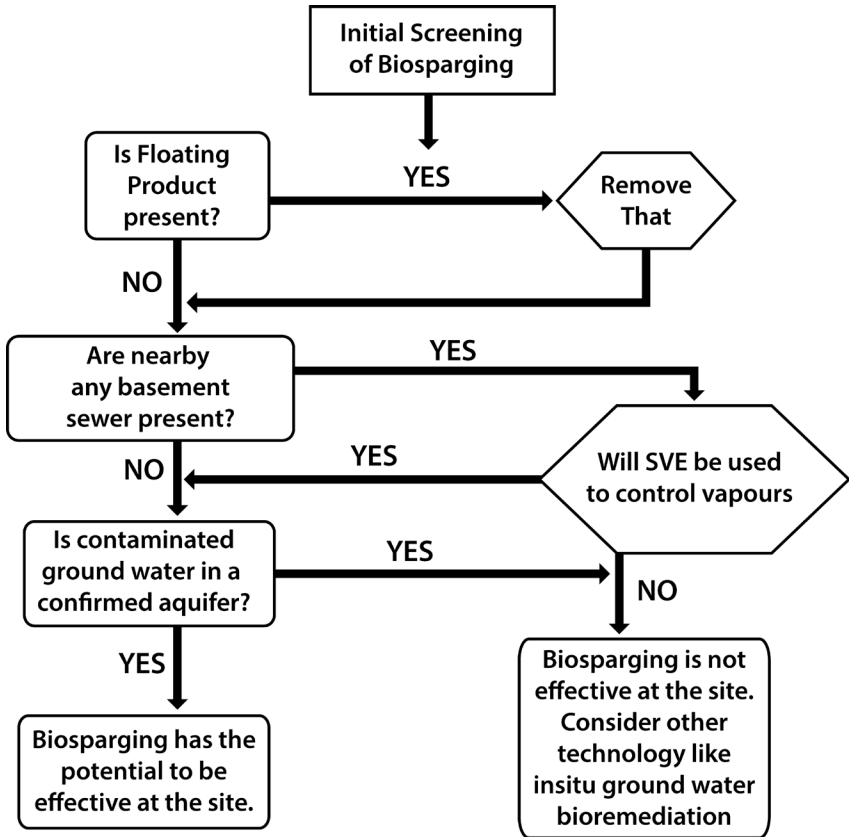 Initial Screening
of Biosparging
Is Floating
Product
present?
YES
Remove
That
NO
Are nearby
any basement
sewer present?
YES
NO
YES
Will SVE be used
to control vapours
Is contaminated
ground water in a
confirmed aquifer?
YES
NO
YES
Biosparging has the
potential to be
effective at the site.
Biosparging is not
effective at the site.
Consider other
technology like
insitu ground water
bioremediation